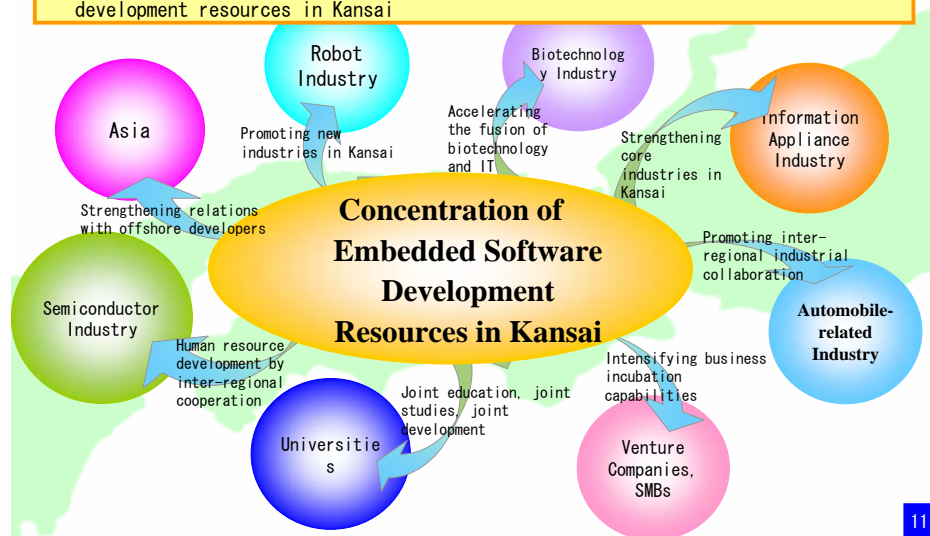 development resources in Kansai
Robot
Industry
Biotechnolog
y Industry
Asia
Promoting new
industries in Kansai
Accelerating
the fusion of
biotechnology
and IT
Strengthening
core
industries in
Kansai
Information
Appliance
Industry
Strengthening relations
with offshore developers
Concentration of
Embedded Software
Development
Resources in Kansai
Promoting inter-
regional industrial
collaboration
Semiconductor
Industry
Automobile-
related
Industry
Human resource
development by
inter-regional
cooperation
Intensifying business
incubation
capabilities
Joint education, joint
studies, joint
development
Universitie
s
Venture
Companies,
SMBs
11